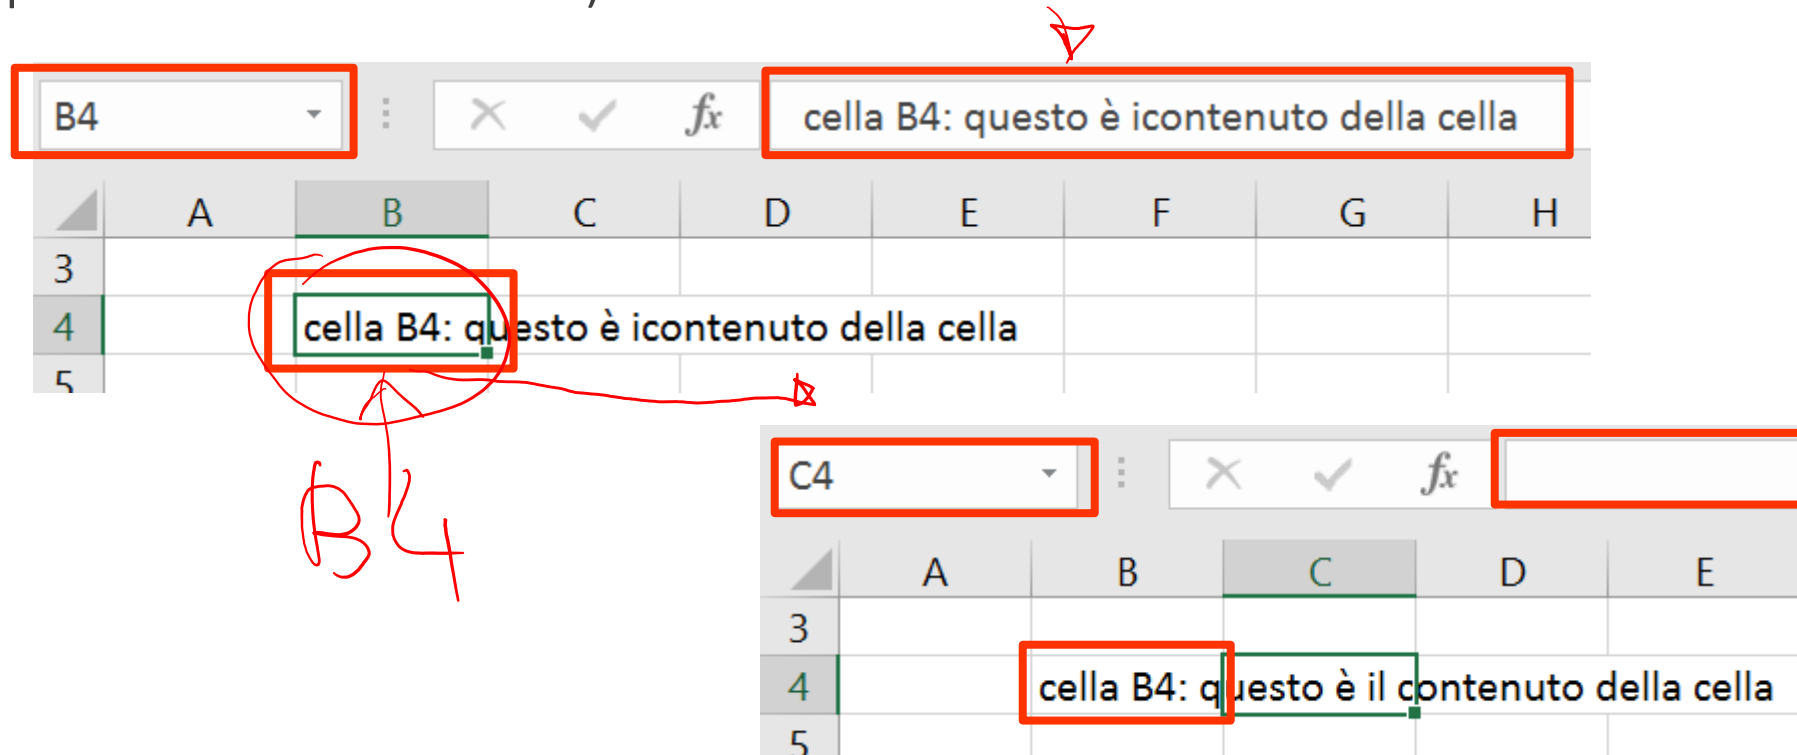 B4 fx cella B4: questo è icontenuto della cella
A B C D E F G H
3
4 cella B4: questo è icontenuto della cella
5
B4
C4 fx
A B C D E
3
4 cella B4: questo è il contenuto della cella
5